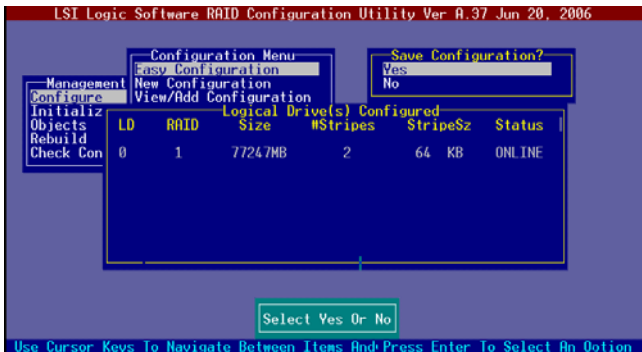 LSI Logic Software RAID Configuration Utility Ver A.37 Jun 20, 2006
Configuration Menu
Easy Configuration
New Configuration
View/Add Configuration
Save Configuration?
Yes
No
Management
Configure
Initializ
Objects
Rebuild
Check Con
Logical Drive(s) Configured
LD RAID Size #Stripes StripeSz Status
0 1 77247MB 2 64 KB ONLINE
Select Yes Or No
Use Cursor Keys To Navigate Between Items And Press Enter To Select An Option